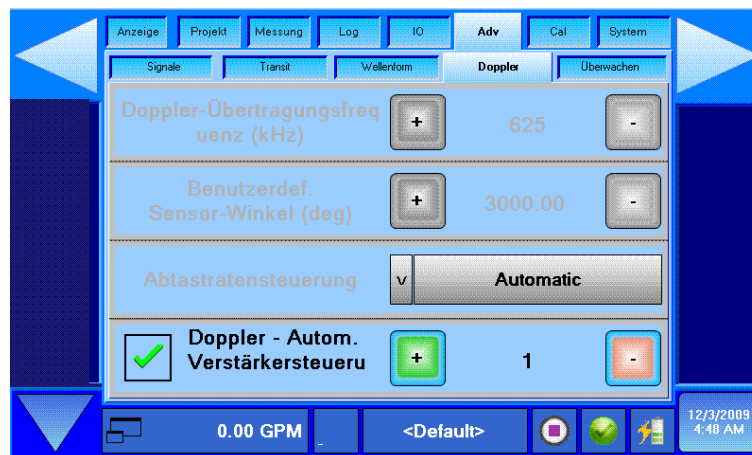 Anzeige Projekt Messung Log IO Adv Cal System
Signale Transit Wellenform Doppler Überwachen
Doppler-Übertragungsfreq
uenz (kHz)
+ 625 -
Benutzerdef.
Sensor-Winkel (deg)
+ 3000.00 -
Abtastratensteuerung
v Automatic
Doppler - Autom.
Verstärkersteueru
+ 1 -
0.00 GPM _ <Default>
12/3/2009
4:48 AM